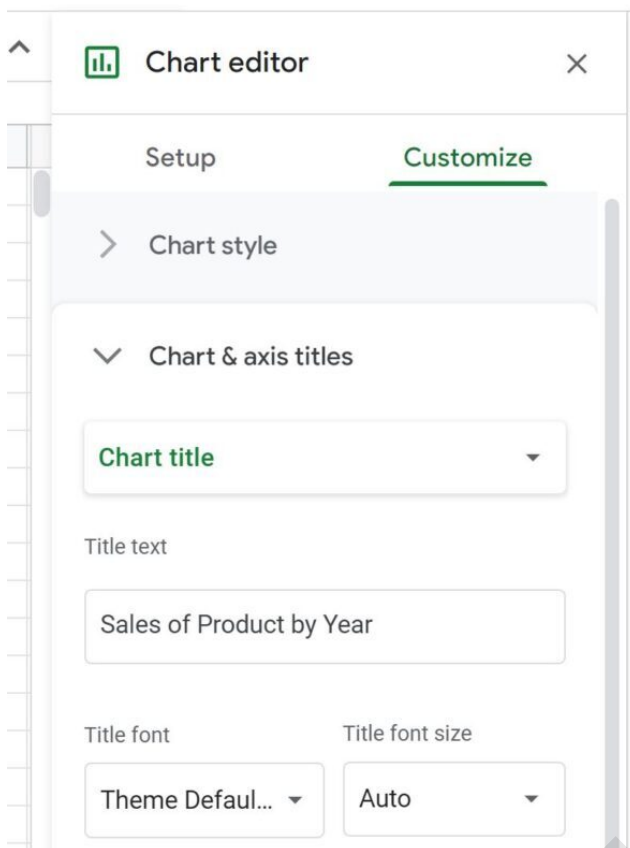 Chart editor
Setup Customize
Chart style
Chart & axis titles
Chart title
Title text
Sales of Product by Year
Title font Title font size
Theme Defaul... Auto